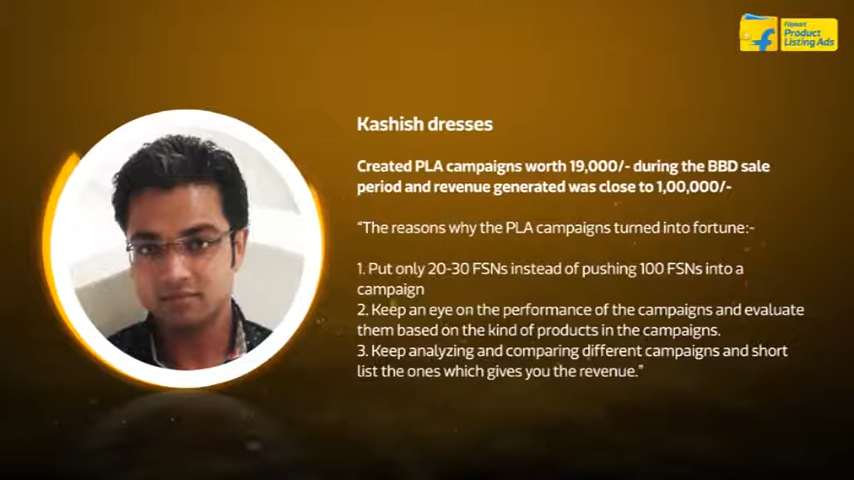 Flipkart
Product
Listing Ads
Kashish dresses
Created PLA campaigns worth 19,000/- during the BBD sale
period and revenue generated was close to 1,00,000/-
“The reasons why the PLA campaigns turned into fortune:-
1. Put only 20-30 FSNs instead of pushing 100 FSNs into a
campaign
2. Keep an eye on the performance of the campaigns and evaluate
them based on the kind of products in the campaigns.
3. Keep analyzing and comparing different campaigns and short
list the ones which gives you the revenue.”